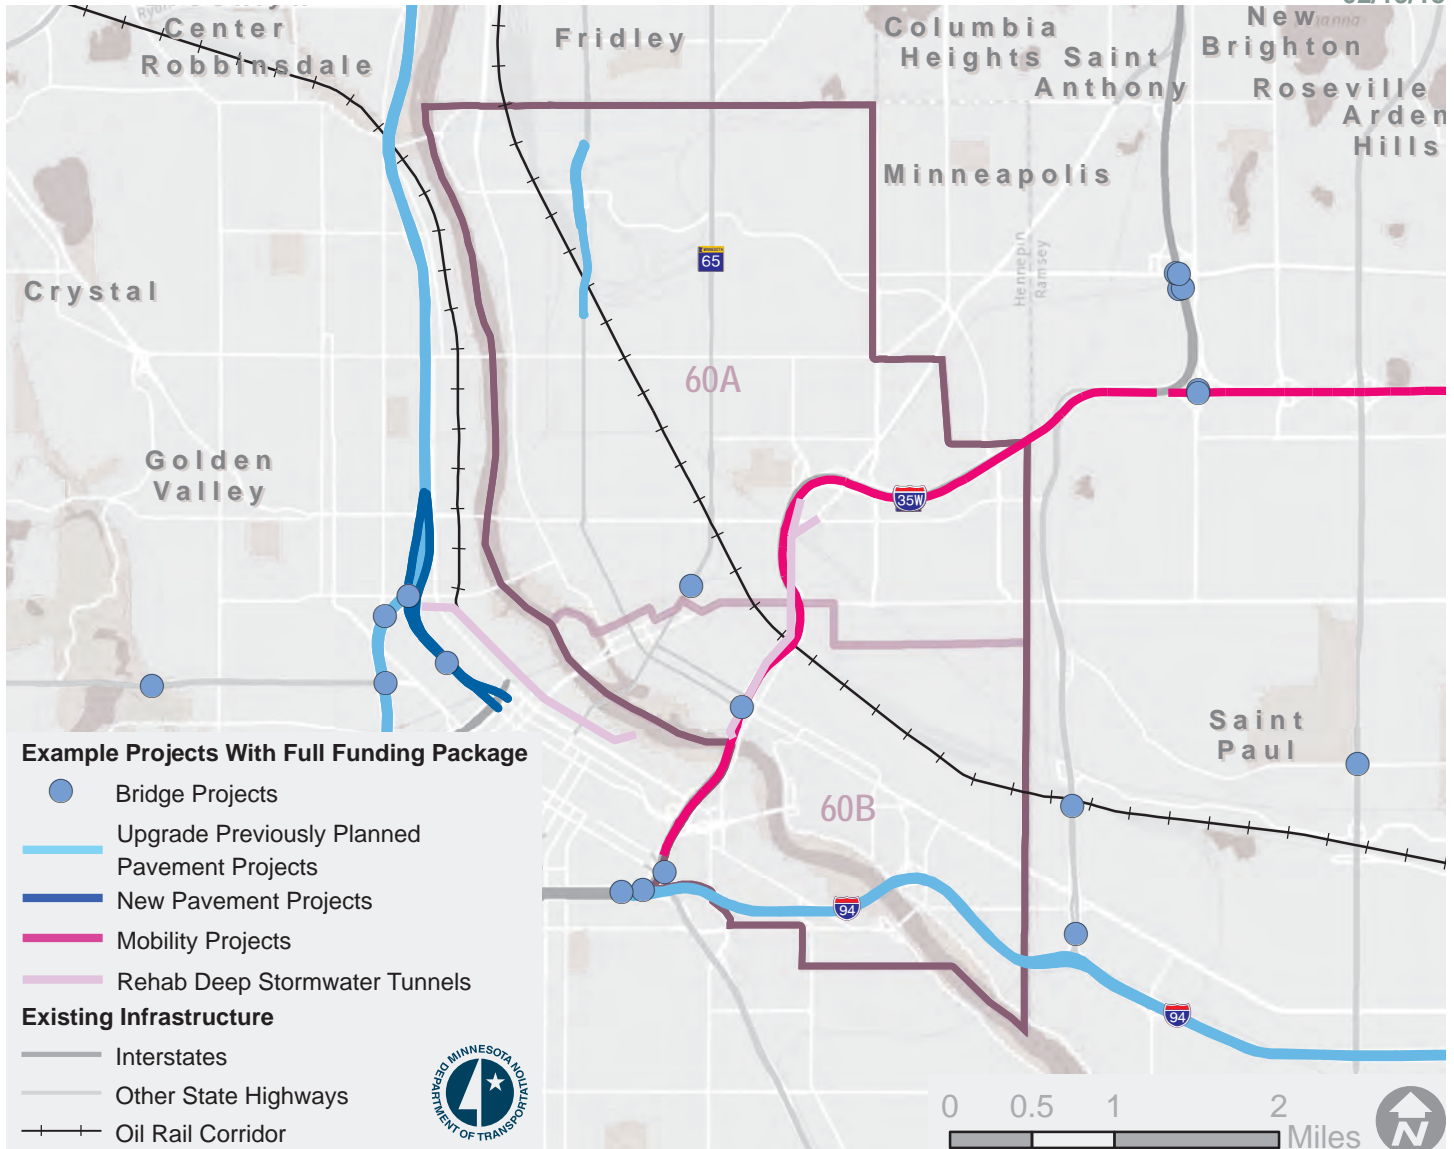 Center
Robbinsdale
Fridley
Columbia
Heights
Saint
Anthony
New
Brighton
Roseville
Arden
Hills
Minneapolis
Hennepin
Ramsey
Crystal
65
60A
Golden
Valley
35W
Saint
Paul
60B
94
94
Example Projects With Full Funding Package
Bridge Projects
Upgrade Previously Planned
Pavement Projects
New Pavement Projects
Mobility Projects
Rehab Deep Stormwater Tunnels
Existing Infrastructure
Interstates
Other State Highways
Oil Rail Corridor
MINNESOTA
DEPARTMENT OF TRANSPORTATION
0 0.5 1 2
Miles
N